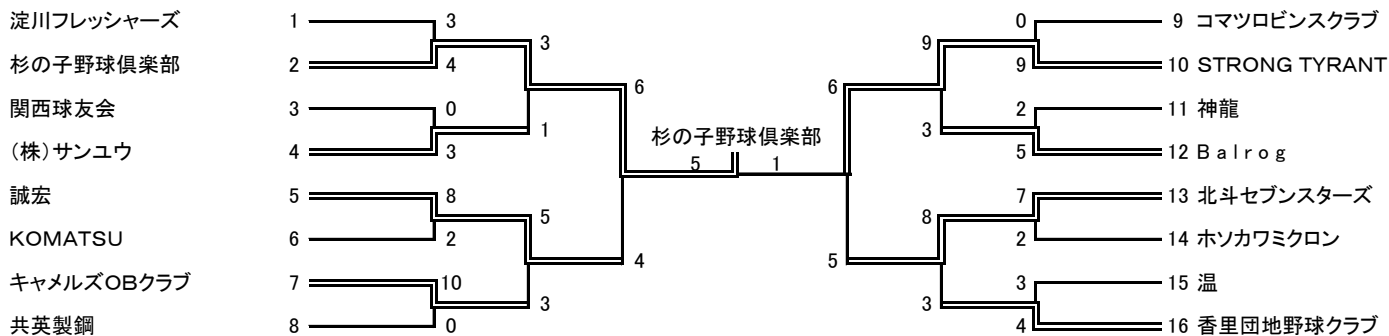 淀川フレッシャーズ 1 3 0 9 コマツロビンスクラブ
3 9
杉の子野球倶楽部 2 4 9 10 STRONG TYRANT
6 6
関西球友会 3 0 2 11 神龍
1 杉の子野球倶楽部 3
(株)サンユウ 4 3 5 12 Balrog
5 1
誠宏 5 8 7 13 北斗セブンスターズ
5 8
KOMATSU 6 2 2 14 ホソカワミクロン
4 5
キャメルズOBクラブ 7 10 3 15 温
3 3
共英製鋼 8 0 4 16 香里団地野球クラブ